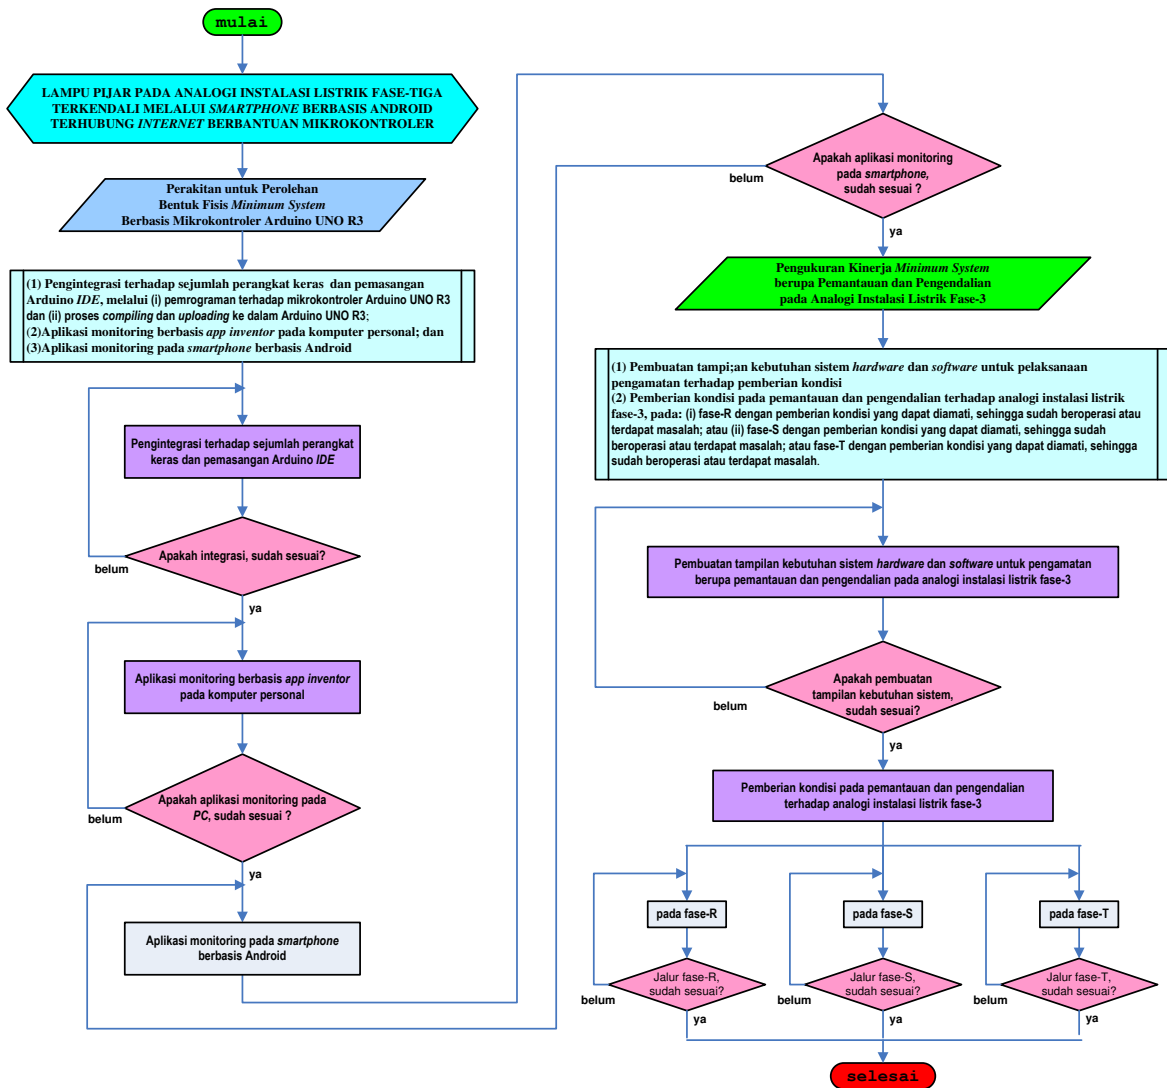 mulai
LAMPU PIJAR PADA ANALOGI INSTALASI LISTRIK FASE-TIGA
TERKENDALI MELALUI SMARTPHONE BERBASIS ANDROID
TERHUBUNG INTERNET BERBANTUAN MIKROKONTROLER
Perakitan untuk Perolehan
Bentuk Fisis Minimum System
Berbasis Mikrokontroler Arduino UNO R3
(1) Pengintegrasi terhadap sejumlah perangkat keras dan pemasangan
Arduino IDE, melalui (i) pemrograman terhadap mikrokontroler Arduino UNO R3
dan (ii) proses compiling dan uploading ke dalam Arduino UNO R3;
(2)Aplikasi monitoring berbasis app inventor pada komputer personal; dan
(3)Aplikasi monitoring pada smartphone berbasis Android
Pengintegrasi terhadap sejumlah perangkat
keras dan pemasangan Arduino IDE
Apakah integrasi, sudah sesuai?
belum
ya
Aplikasi monitoring berbasis app inventor
pada komputer personal
Apakah aplikasi monitoring pada
PC, sudah sesuai ?
belum
ya
Aplikasi monitoring pada smartphone
berbasis Android
Apakah aplikasi monitoring
pada smartphone,
sudah sesuai ?
belum
ya
Pengukuran Kinerja Minimum System
berupa Pemantauan dan Pengendalian
pada Analogi Instalasi Listrik Fase-3
(1) Pembuatan tampi;an kebutuhan sistem hardware dan software untuk pelaksanaan
pengamatan terhadap pemberian kondisi
(2) Pemberian kondisi pada pemantauan dan pengendalian terhadap analogi instalasi listrik
fase-3, pada: (i) fase-R dengan pemberian kondisi yang dapat diamati, sehingga sudah beroperasi atau
terdapat masalah; atau (ii) fase-S dengan pemberian kondisi yang dapat diamati, sehingga sudah
beroperasi atau terdapat masalah; atau fase-T dengan pemberian kondisi yang dapat diamati, sehingga
sudah beroperasi atau terdapat masalah.
Pembuatan tampilan kebutuhan sistem hardware dan software untuk pengamatan
berupa pemantauan dan pengendalian pada analogi instalasi listrik fase-3
Apakah pembuatan
tampilan kebutuhan sistem,
sudah sesuai?
belum
ya
Pemberian kondisi pada pemantauan dan pengendalian
terhadap analogi instalasi listrik fase-3
pada fase-R
pada fase-S
pada fase-T
Jalur fase-R,
sudah sesuai?
belum
ya
Jalur fase-S,
sudah sesuai?
belum
ya
Jalur fase-T,
sudah sesuai?
belum
ya
selesai